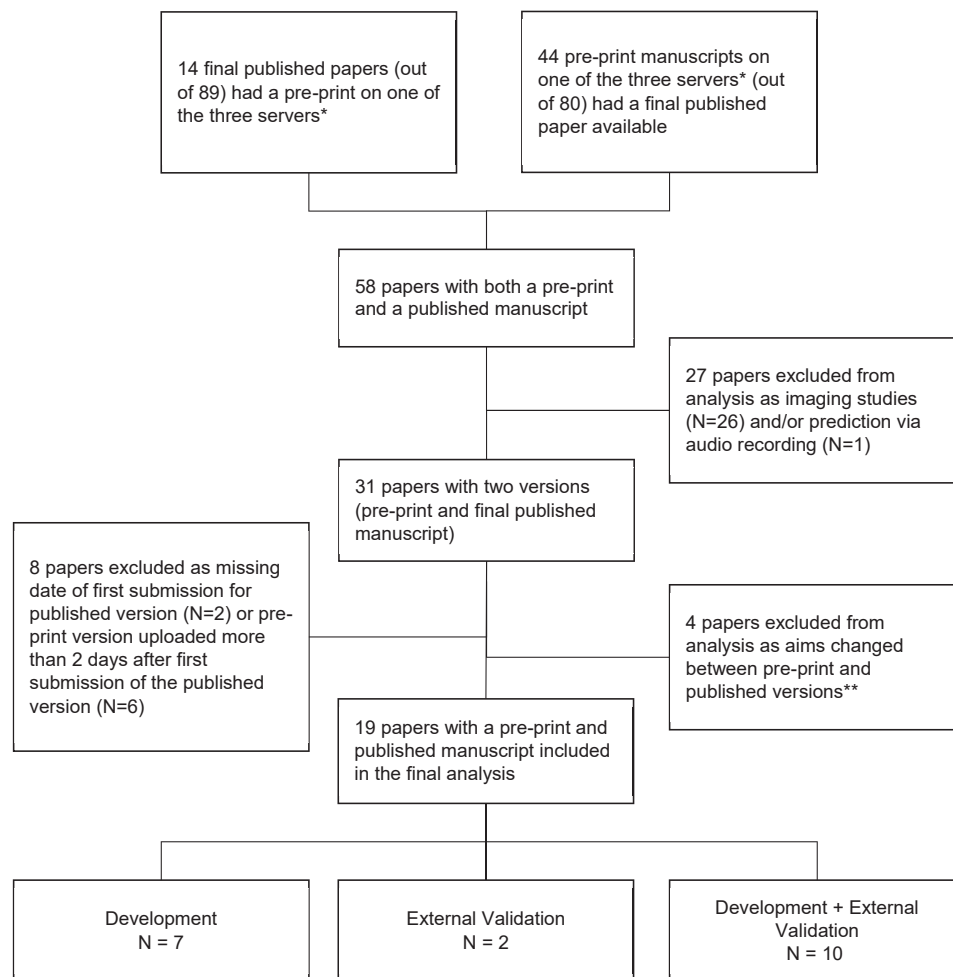 14 final published papers (out
of 89) had a pre-print on one of
the three servers*
44 pre-print manuscripts on
one of the three servers* (out
of 80) had a final published
paper available
58 papers with both a pre-print
and a published manuscript
27 papers excluded from
analysis as imaging studies
(N=26) and/or prediction via
audio recording (N=1)
31 papers with two versions
(pre-print and final published
manuscript)
8 papers excluded as missing
date of first submission for
published version (N=2) or pre-
print version uploaded more
than 2 days after first
submission of the published
version (N=6)
4 papers excluded from
analysis as aims changed
between pre-print and
published versions**
19 papers with a pre-print and
published manuscript included
in the final analysis
Development
N = 7
External Validation
N = 2
Development + External
Validation
N = 10